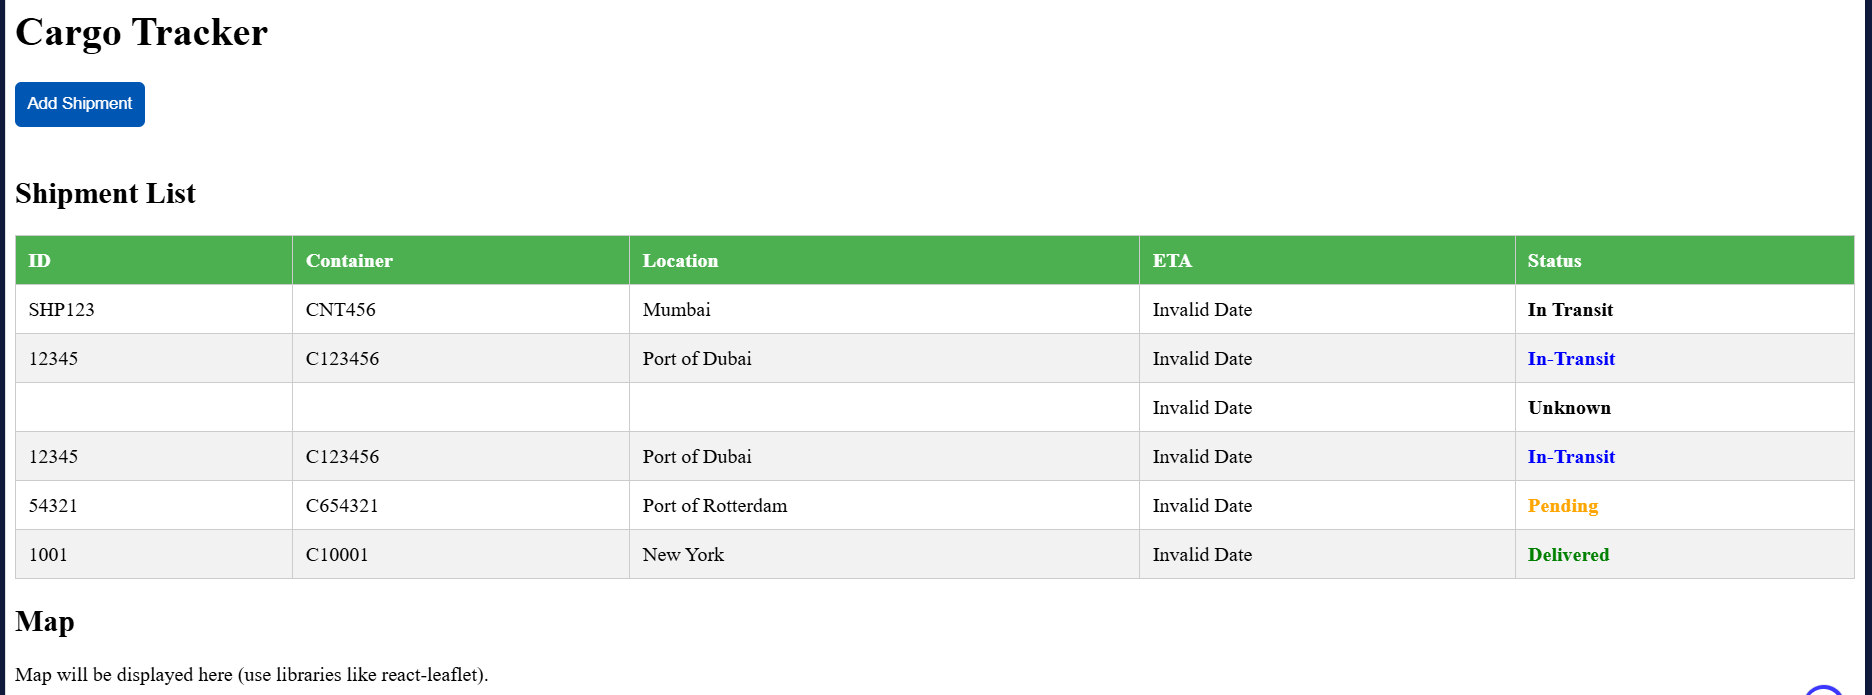 Cargo Tracker
Add Shipment
Shipment List
ID Container Location ETA Status
SHP123 CNT456 Mumbai Invalid Date In Transit
12345 C123456 Port of Dubai Invalid Date In-Transit
Invalid Date Unknown
12345 C123456 Port of Dubai Invalid Date In-Transit
54321 C654321 Port of Rotterdam Invalid Date Pending
1001 C10001 New York Invalid Date Delivered
Map
Map will be displayed here (use libraries like react-leaflet).